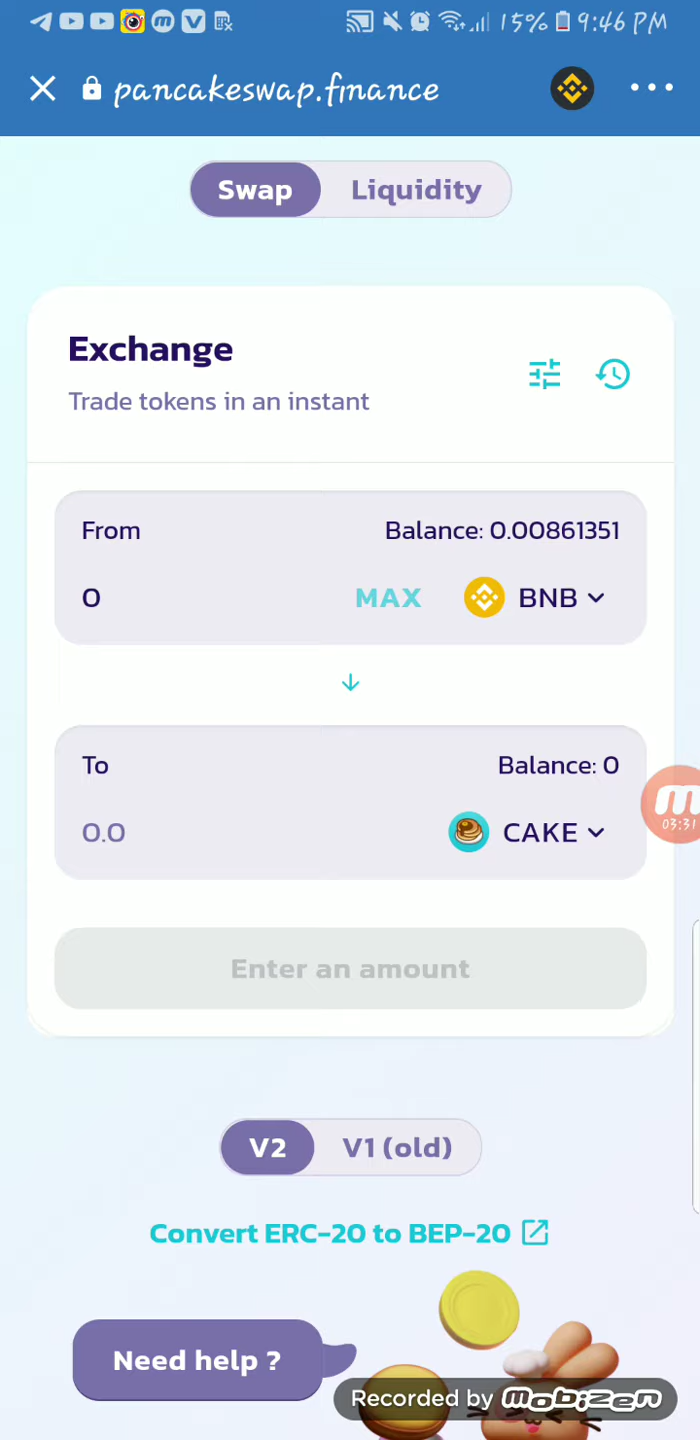 15% 9:46 PM
pancakeswap.finance
Swap Liquidity
Exchange
Trade tokens in an instant
From Balance: 0.00861351
0 MAX BNB
To Balance: 0
0.0 CAKE
03:31
Enter an amount
V2 V1 (old)
Convert ERC-20 to BEP-20
Need help ?
Recorded by mobizen